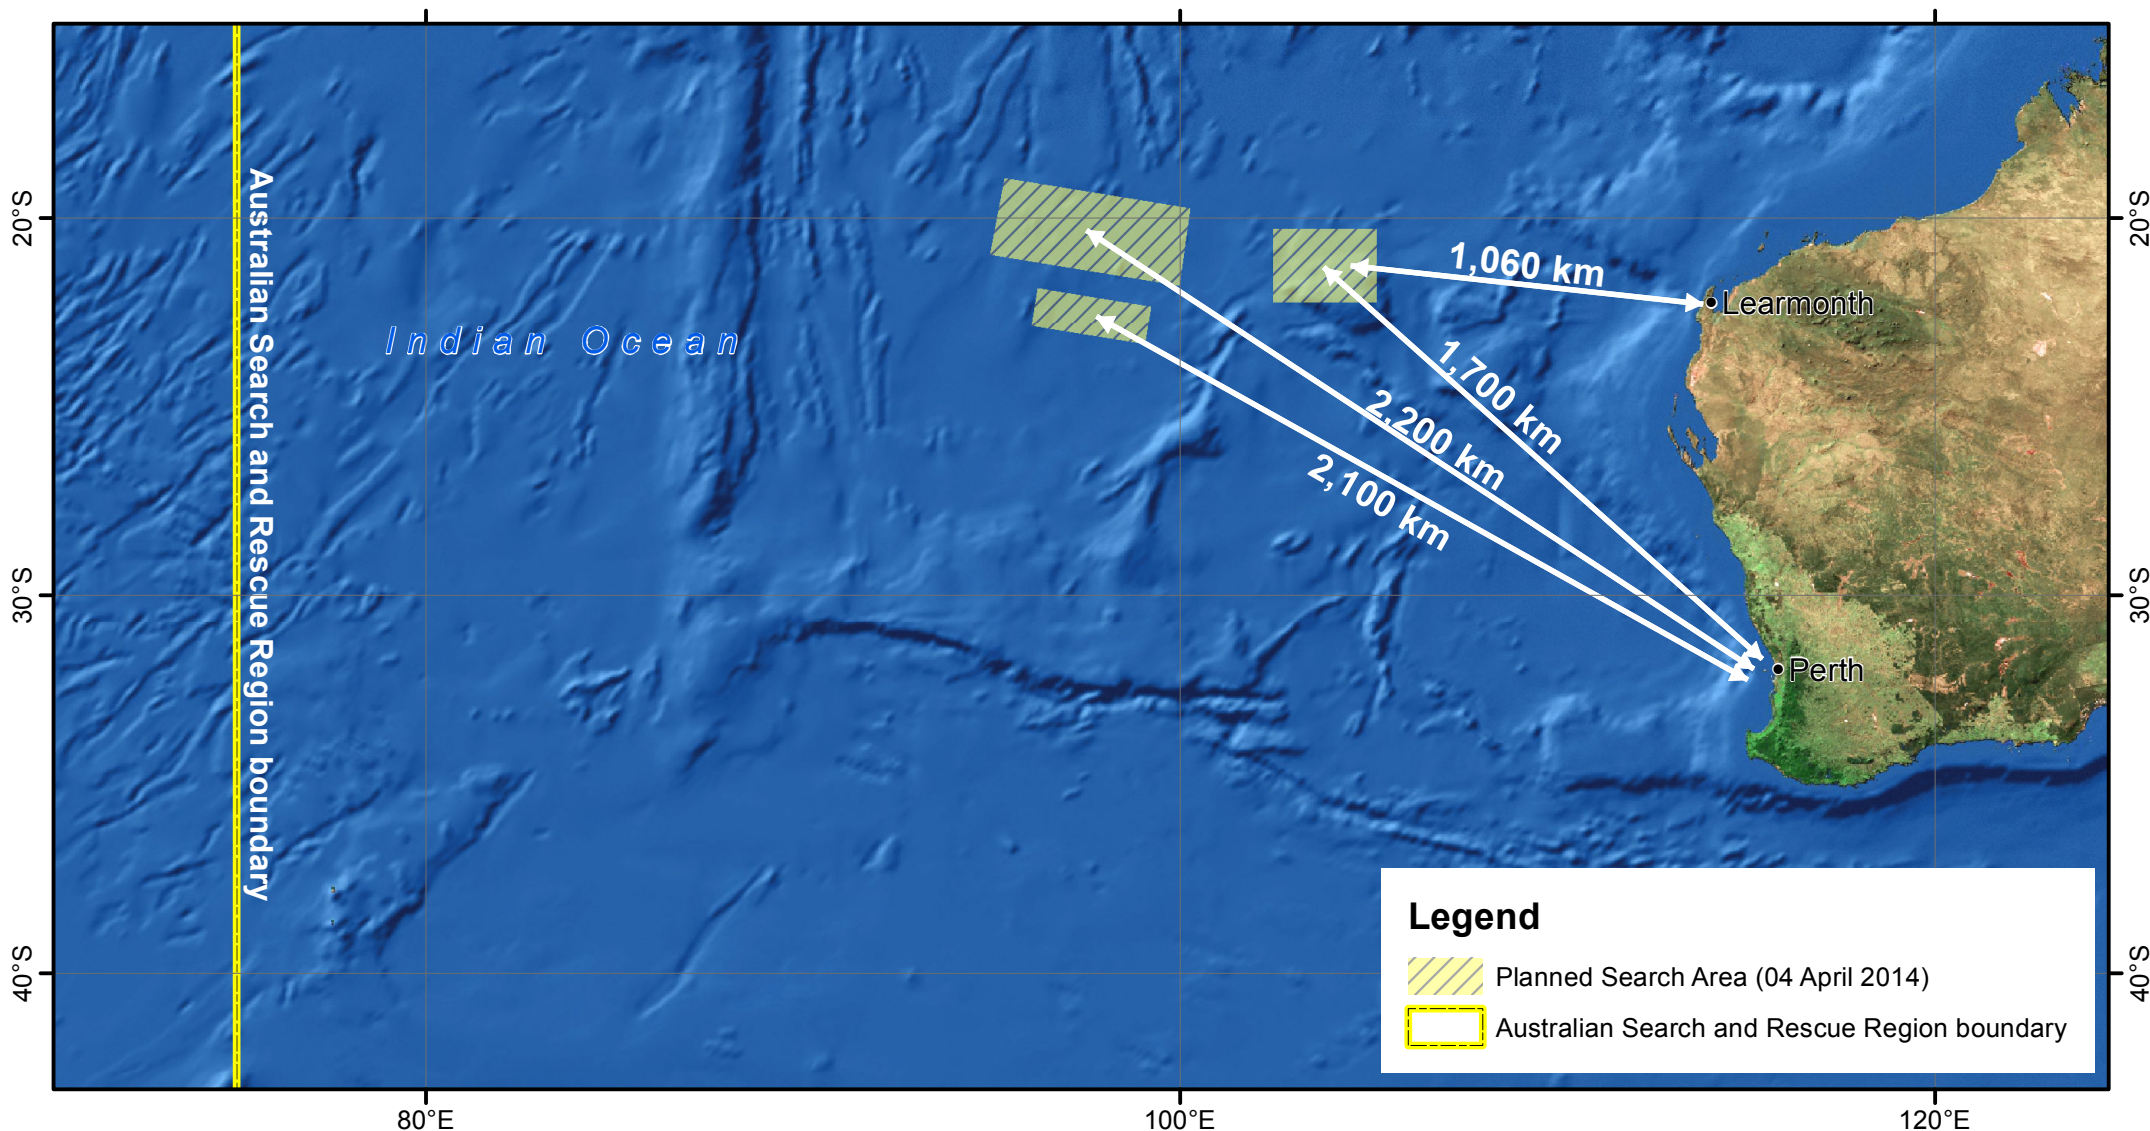 20°S
20°S
Australian Search and Rescue Region boundary
1,060 km
Learmonth
Indian Ocean
1,700 km
2,200 km
2,100 km
30°S
30°S
Perth
Legend
Planned Search Area (04 April 2014)
Australian Search and Rescue Region boundary
40°S
40°S
80°E
100°E
120°E